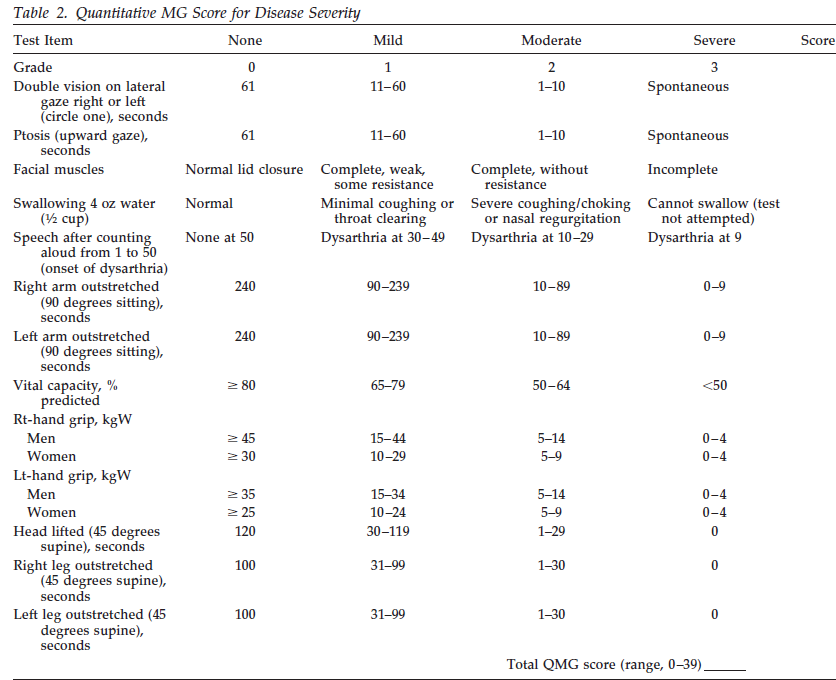 Table 2. Quantitative MG Score for Disease Severity
Test Item None Mild Moderate Severe Score
Grade 0 1 2 3
Double vision on lateral 61 11–60 1–10 Spontaneous
gaze right or left
(circle one), seconds
Ptosis (upward gaze), 61 11–60 1–10 Spontaneous
seconds
Facial muscles Normal lid closure Complete, weak, Complete, without Incomplete
some resistance resistance
Swallowing 4 oz water Normal Minimal coughing or Severe coughing/choking Cannot swallow (test
(½ cup) throat clearing or nasal regurgitation not attempted)
Speech after counting None at 50 Dysarthria at 30–49 Dysarthria at 10–29 Dysarthria at 9
aloud from 1 to 50
(onset of dysarthria)
Right arm outstretched 240 90–239 10–89 0–9
(90 degrees sitting),
seconds
Left arm outstretched 240 90–239 10–89 0–9
(90 degrees sitting),
seconds
Vital capacity, % ≥ 80 65–79 50–64 <50
predicted
Rt-hand grip, kgW
Men ≥ 45 15–44 5–14 0–4
Women ≥ 30 10–29 5–9 0–4
Lt-hand grip, kgW
Men ≥ 35 15–34 5–14 0–4
Women ≥ 25 10–24 5–9 0–4
Head lifted (45 degrees 120 30–119 1–29 0
supine), seconds
Right leg outstretched 100 31–99 1–30 0
(45 degrees supine),
seconds
Left leg outstretched (45 100 31–99 1–30 0
degrees supine),
seconds
Total QMG score (range, 0–39)______